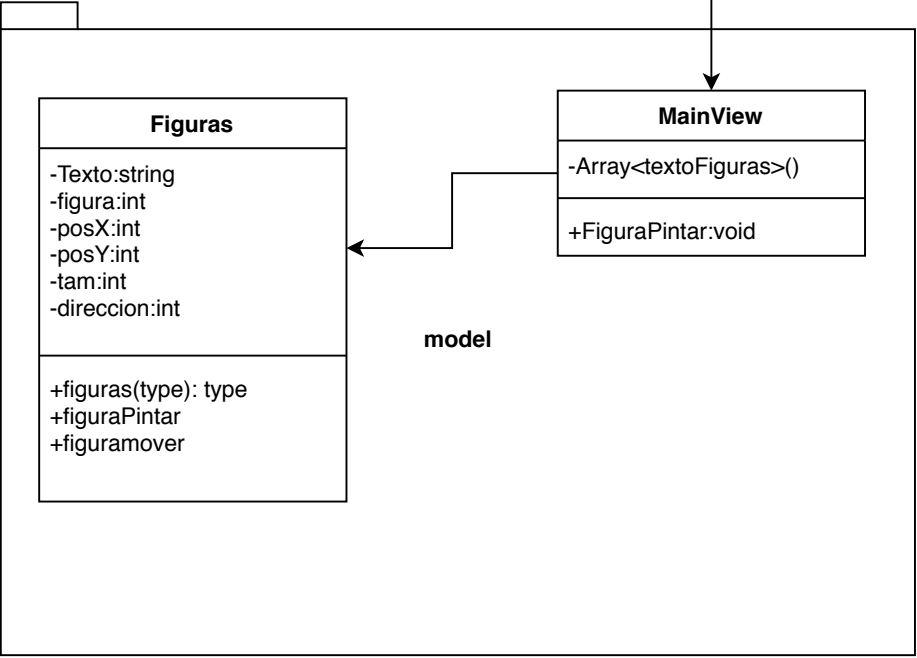 Figuras
-Texto:string
-figura:int
-posX:int
-posY:int
-tam:int
-direccion:int
+figuras(type): type
+figuraPintar
+figuramover
MainView
-Array<textoFiguras>()
+FiguraPintar:void
model